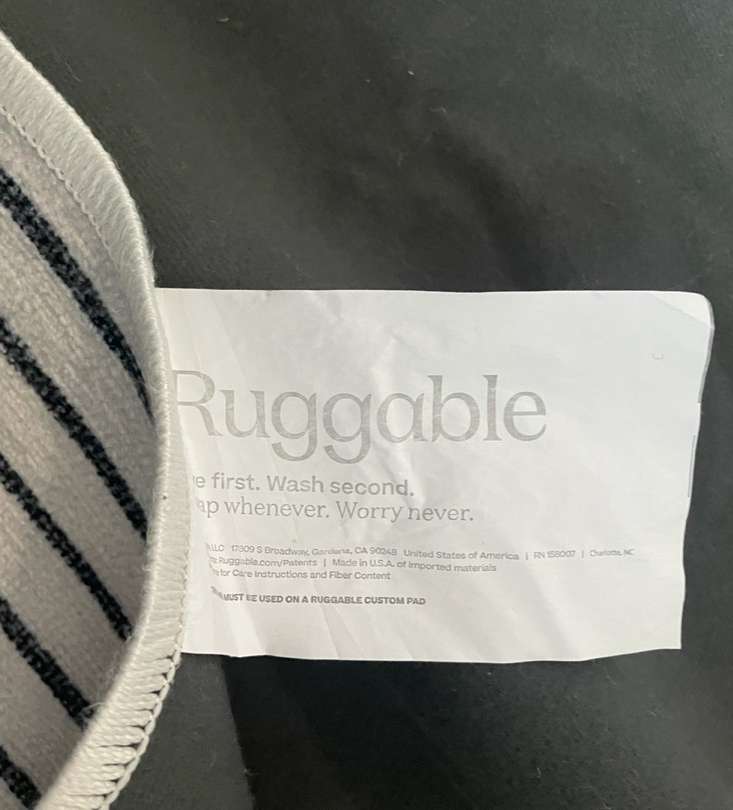 Ruggable
e first. Wash second.
ap whenever. Worry never.
LLC 17809 S Broadway, Gardena, CA 90248 United States of America | RN 158007 | Charlotte, NC
Ruggable.com/Patents | Made in U.S.A. of imported materials
for Care Instructions and Fiber Content
MUST BE USED ON A RUGGABLE CUSTOM PAD